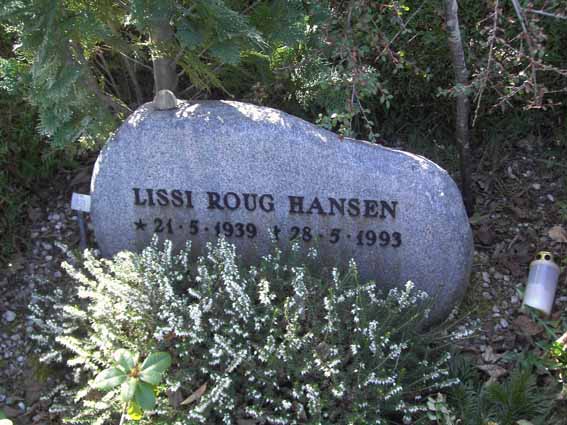 LISSI ROUG HANSEN
★ 21 · 5 · 1939 † 28 · 5 · 1993